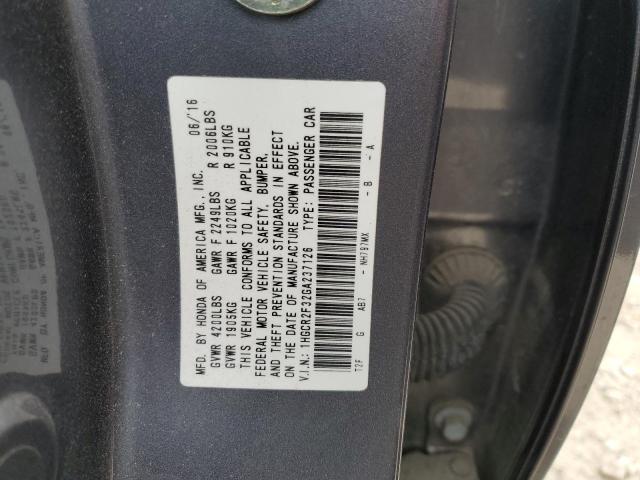 MFD. BY HONDA OF AMERICA MFG., INC. 06/'16
GVWR 4200LBS GAWR F 2249LBS R 2006LBS
GVWR 1905KG GAWR F 1020KG R 910KG
THIS VEHICLE CONFORMS TO ALL APPLICABLE
FEDERAL MOTOR VEHICLE SAFETY, BUMPER,
AND THEFT PREVENTION STANDARDS IN EFFECT
ON THE DATE OF MANUFACTURE SHOWN ABOVE.
V.I.N.: 1HGCR2F32GA237126 TYPE: PASSENGER CAR
T2F G AB7 - NH797MX - B - A